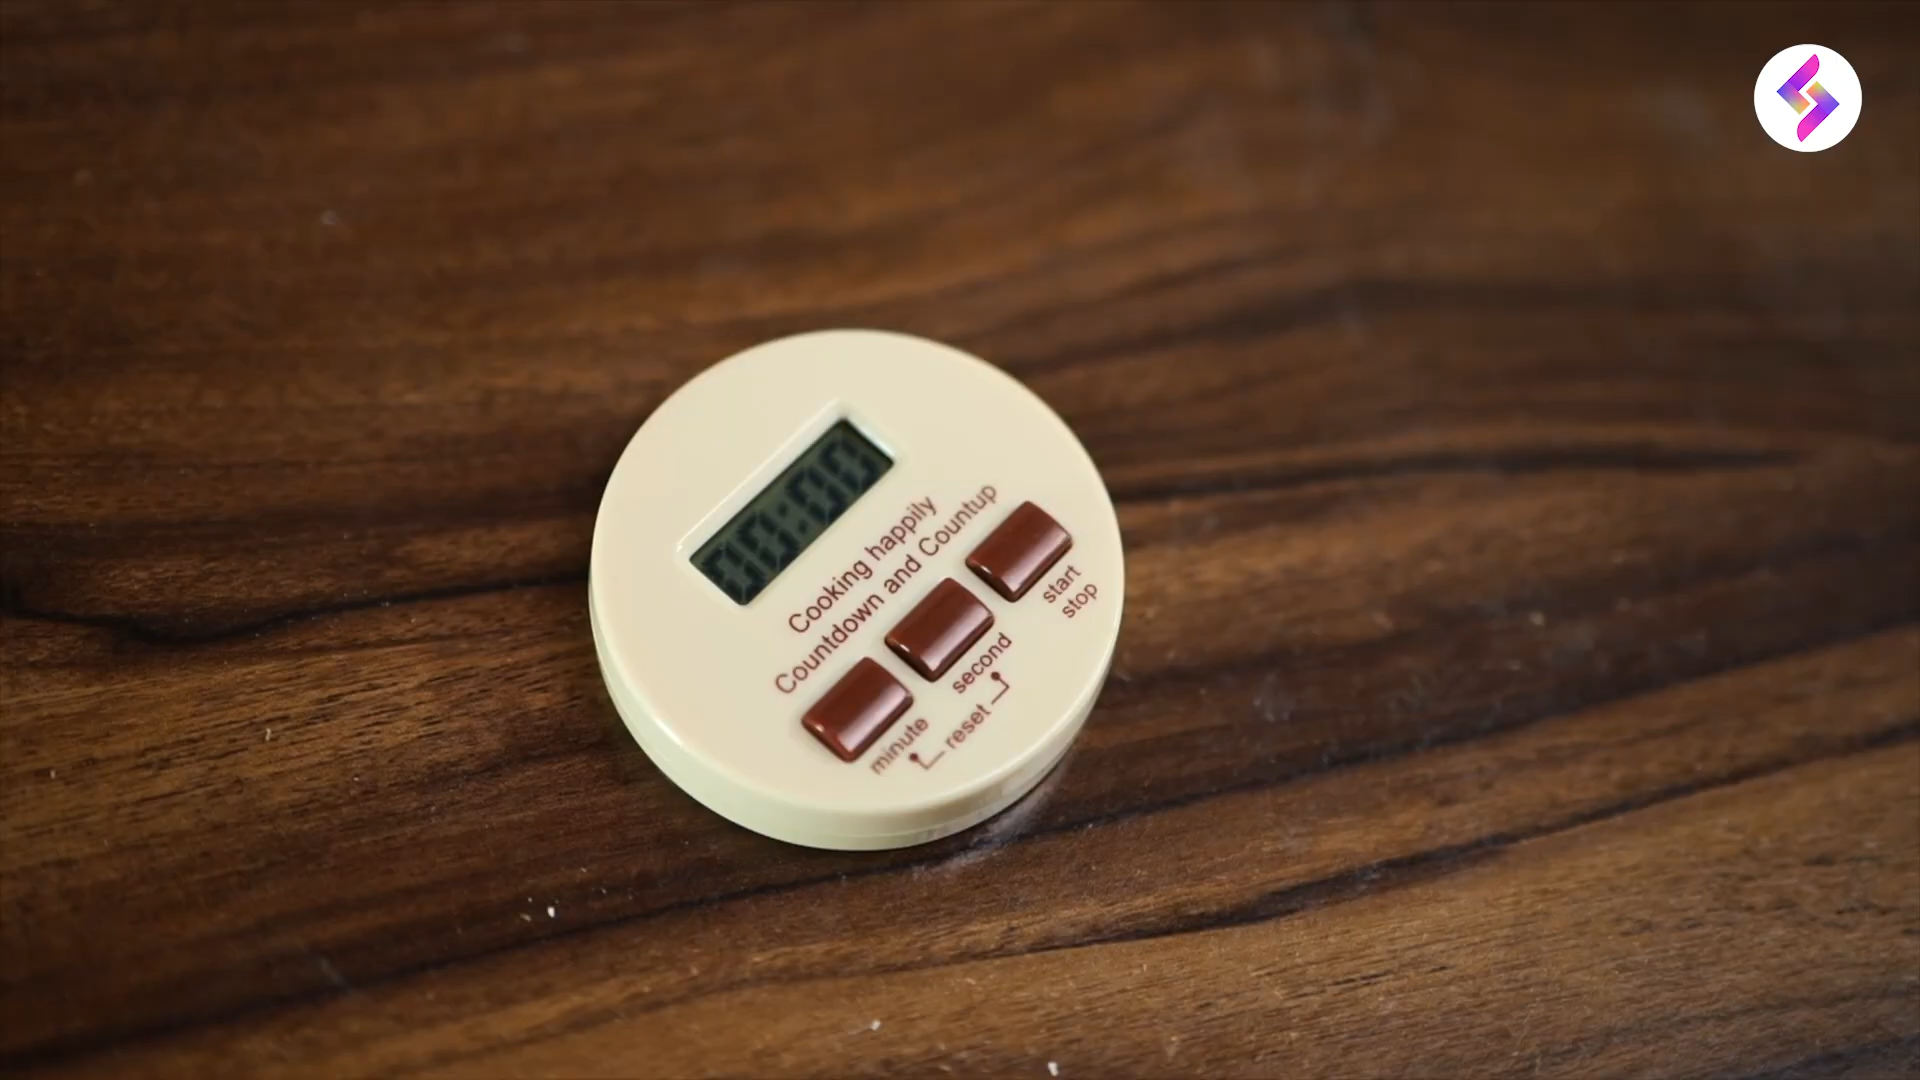 00:00
Cooking happily
Countdown and Countup
minute
second
start
stop
reset